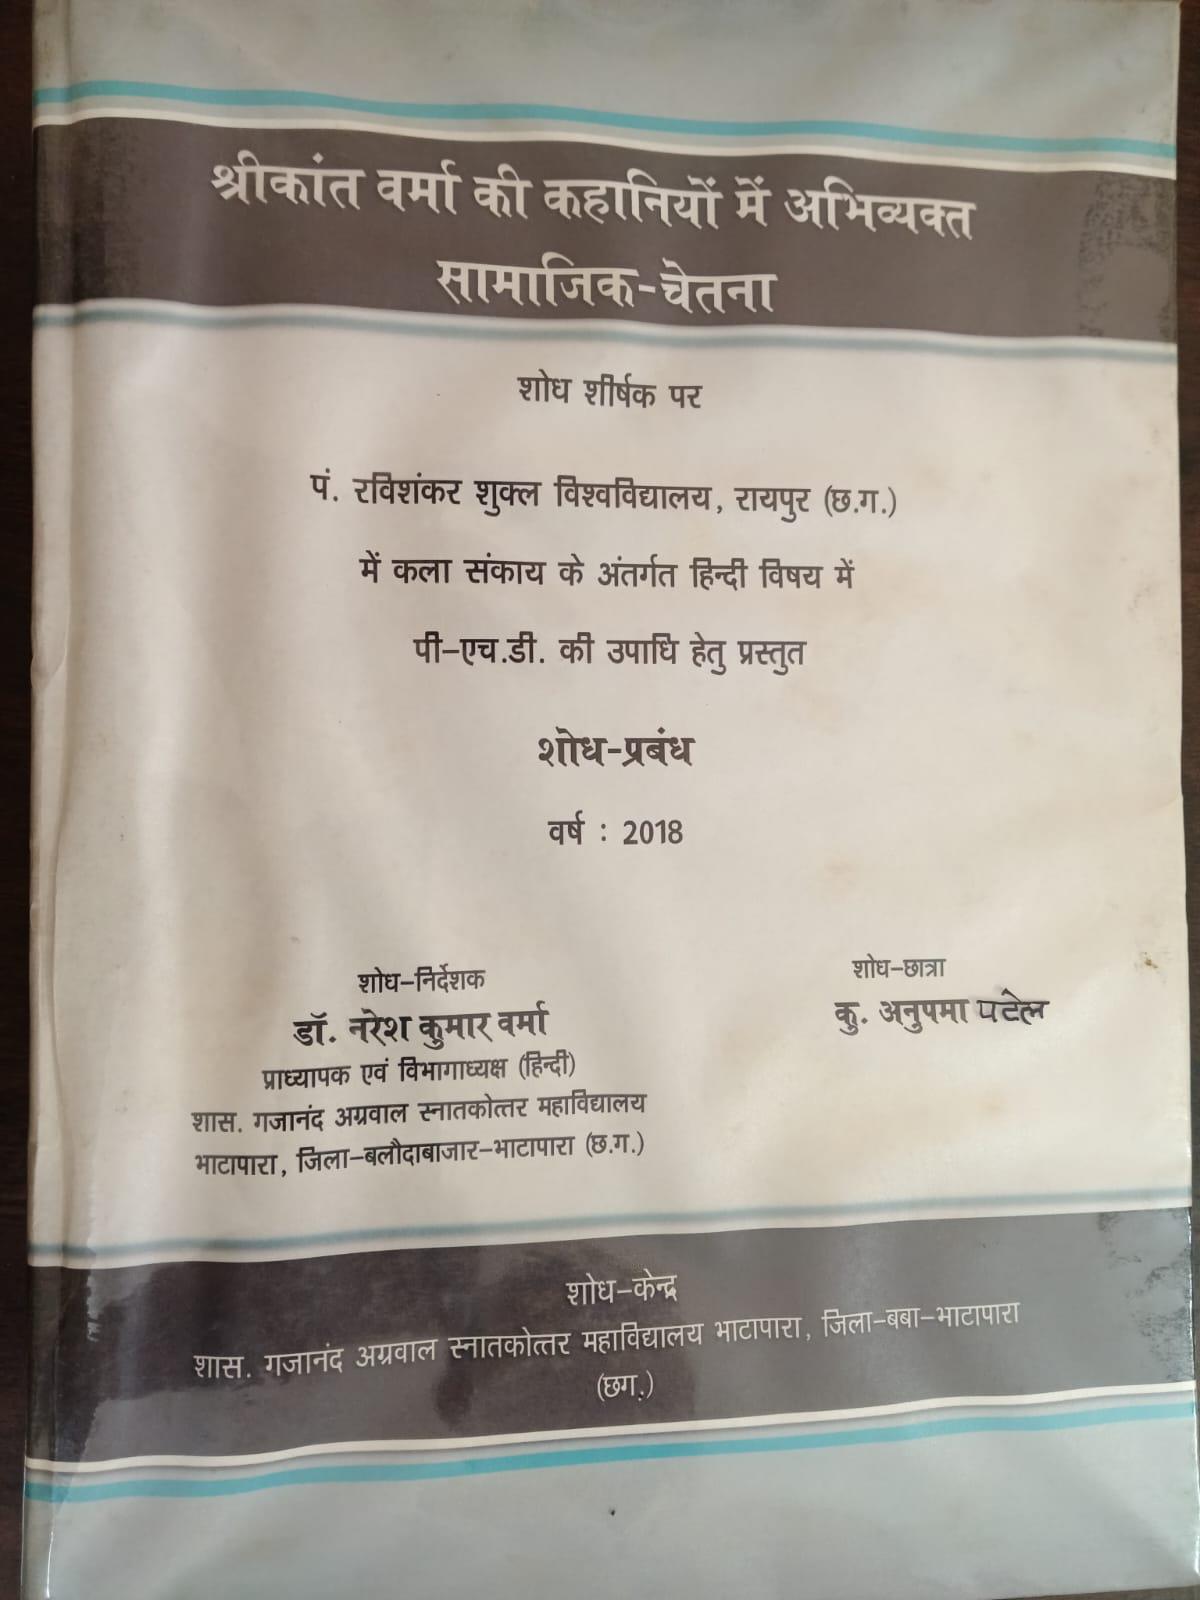 श्रीकांत वर्मा की कहानियों में अभिव्यक्त
सामाजिक-चेतना
शोध शीर्षक पर
पं. रविशंकर शुक्ल विश्वविद्यालय, रायपुर (छ.ग.)
में कला संकाय के अंतर्गत हिन्दी विषय में
पी-एच.डी. की उपाधि हेतु प्रस्तुत
शोध-प्रबंध
वर्ष : 2018
शोध-निर्देशक
डॉ. नरेश कुमार वर्मा
प्राध्यापक एवं विभागाध्यक्ष (हिन्दी)
शास. गजानंद अग्रवाल स्नातकोत्तर महाविद्यालय
भाटापारा, जिला-बलौदाबाजार-भाटापारा (छ.ग.)
शोध-छात्रा
कु. अनुपमा पटेल
शोध-केन्द्र
शास. गजानंद अग्रवाल स्नातकोत्तर महाविद्यालय भाटापारा, जिला-बबा-भाटापारा
(छग.)